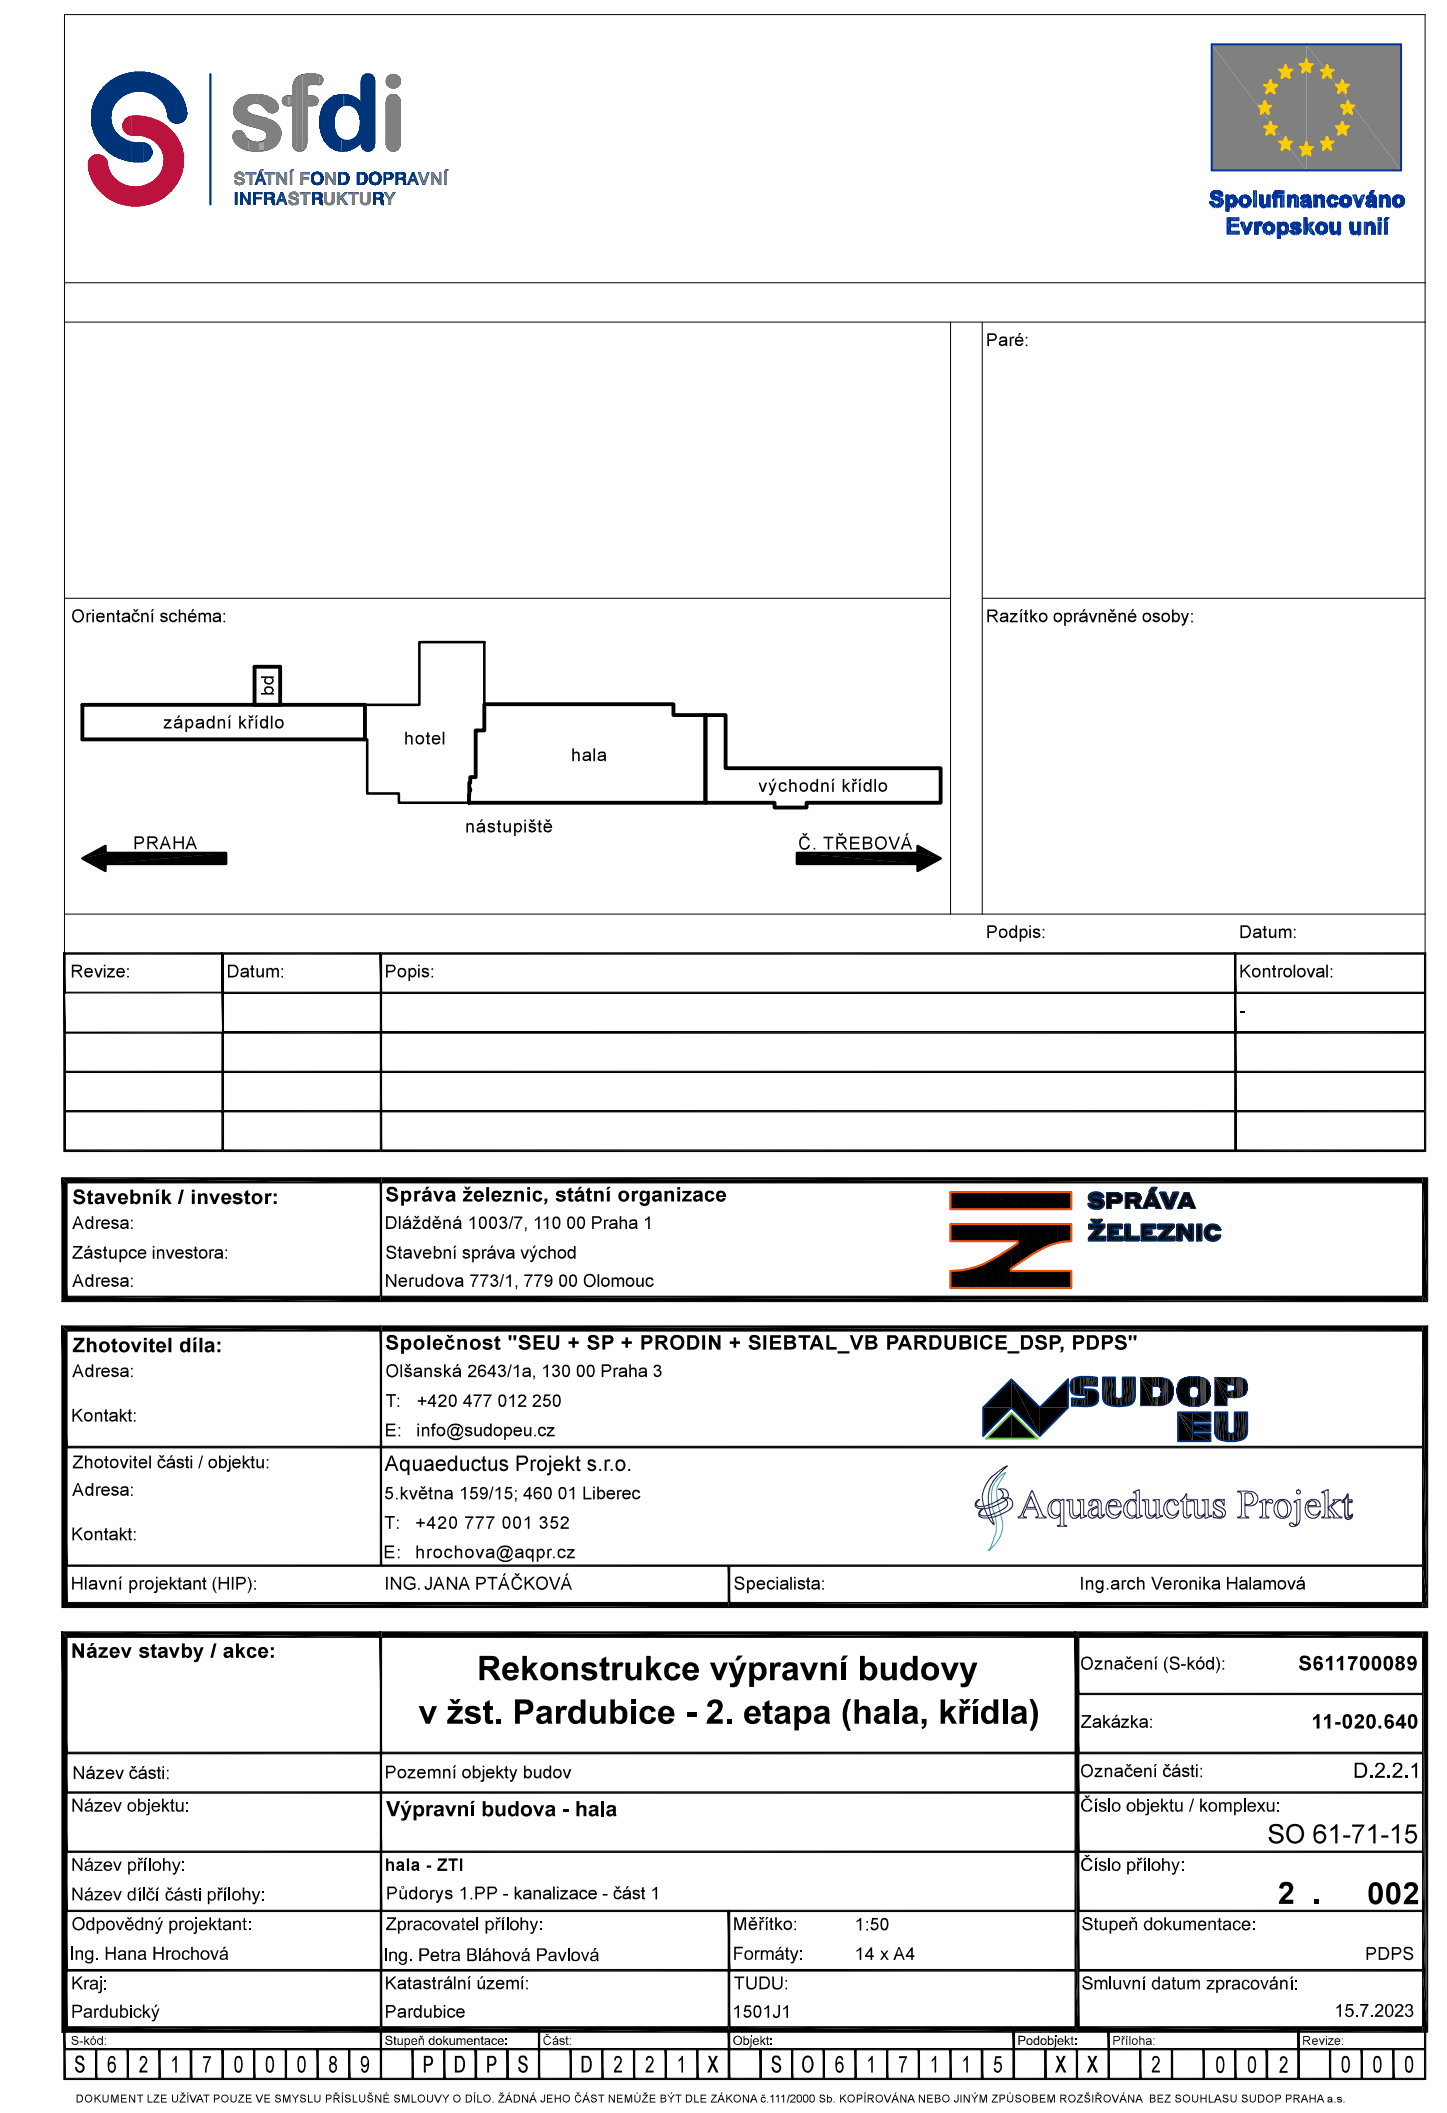 sfdi
STÁTNÍ FOND DOPRAVNÍ
INFRASTRUKTURY
Spolufinancováno
Evropskou unií
Paré:
Orientační schéma:
Razítko oprávněné osoby:
bd
západní křídlo
hotel
hala
východní křídlo
nástupiště
PRAHA
Č. TŘEBOVÁ
Podpis: Datum:
Revize: Datum: Popis: Kontroloval:
-
Stavebník / investor: Správa železnic, státní organizace
Adresa: Dlážděná 1003/7, 110 00 Praha 1
Zástupce investora: Stavební správa východ
Adresa: Nerudova 773/1, 779 00 Olomouc
SPRÁVA
ŽELEZNIC
Zhotovitel díla: Společnost "SEU + SP + PRODIN + SIEBTAL_VB PARDUBICE_DSP, PDPS"
Adresa: Olšanská 2643/1a, 130 00 Praha 3
Kontakt: T: +420 477 012 250
E: info@sudopeu.cz
SUDOP
EU
Zhotovitel části / objektu: Aquaeductus Projekt s.r.o.
Adresa: 5.května 159/15; 460 01 Liberec
Kontakt: T: +420 777 001 352
E: hrochova@aqpr.cz
Aquaeductus Projekt
Hlavní projektant (HIP): ING. JANA PTÁČKOVÁ Specialista: Ing.arch Veronika Halamová
Název stavby / akce: Rekonstrukce výpravní budovy
v žst. Pardubice - 2. etapa (hala, křídla)
Označení (S-kód): S611700089
Zakázka: 11-020.640
Název části: Pozemní objekty budov Označení části: D.2.2.1
Název objektu: Výpravní budova - hala Číslo objektu / komplexu:
SO 61-71-15
Název přílohy: hala - ZTI Číslo přílohy:
Název dílčí části přílohy: Půdorys 1.PP - kanalizace - část 1 2 . 002
Odpovědný projektant: Zpracovatel přílohy: Měřítko: 1:50 Stupeň dokumentace:
Ing. Hana Hrochová Ing. Petra Bláhová Pavlová Formáty: 14 x A4 PDPS
Kraj: Katastrální území: TUDU: Smluvní datum zpracování:
Pardubický Pardubice 1501J1 15.7.2023
S-kód: Stupeň dokumentace: Část: Objekt: Podobjekt: Příloha: Revize:
S 6 2 1 7 0 0 0 8 9 P D P S D 2 2 1 X S O 6 1 7 1 1 5 X X 2 0 0 2 0 0 0
DOKUMENT LZE UŽÍVAT POUZE VE SMYSLU PŘÍSLUŠNÉ SMLOUVY O DÍLO. ŽÁDNÁ JEHO ČÁST NEMŮŽE BÝT DLE ZÁKONA č.111/2000 Sb. KOPÍROVÁNA NEBO JINÝM ZPŮSOBEM ROZŠIŘOVÁNA BEZ SOUHLASU SUDOP PRAHA a.s.